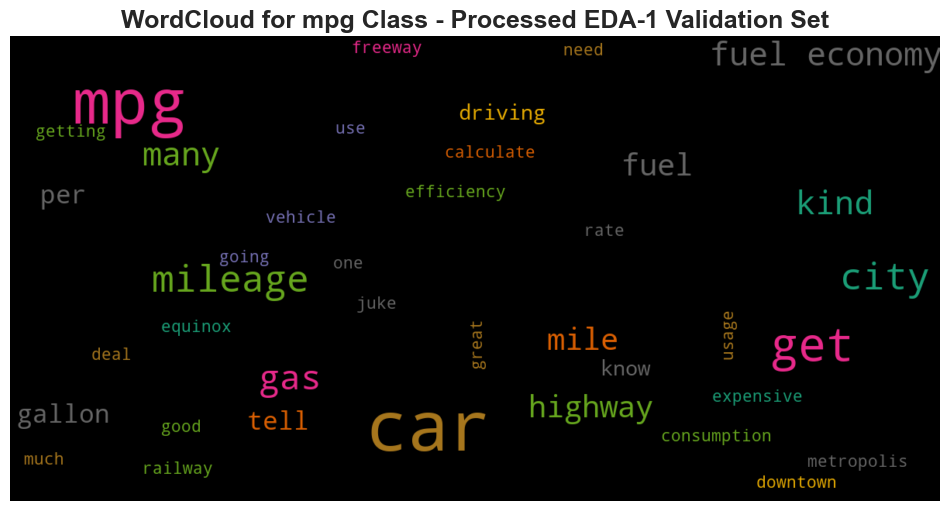 WordCloud for mpg Class - Processed EDA-1 Validation Set
freeway
need
fuel economy
mpg
driving
getting
use
many
calculate
fuel
per
efficiency
kind
vehicle
rate
going
one
mileage
city
juke
equinox
great
usage
mile
deal
get
know
gas
expensive
gallon
highway
tell
good
car
consumption
much
railway
metropolis
downtown